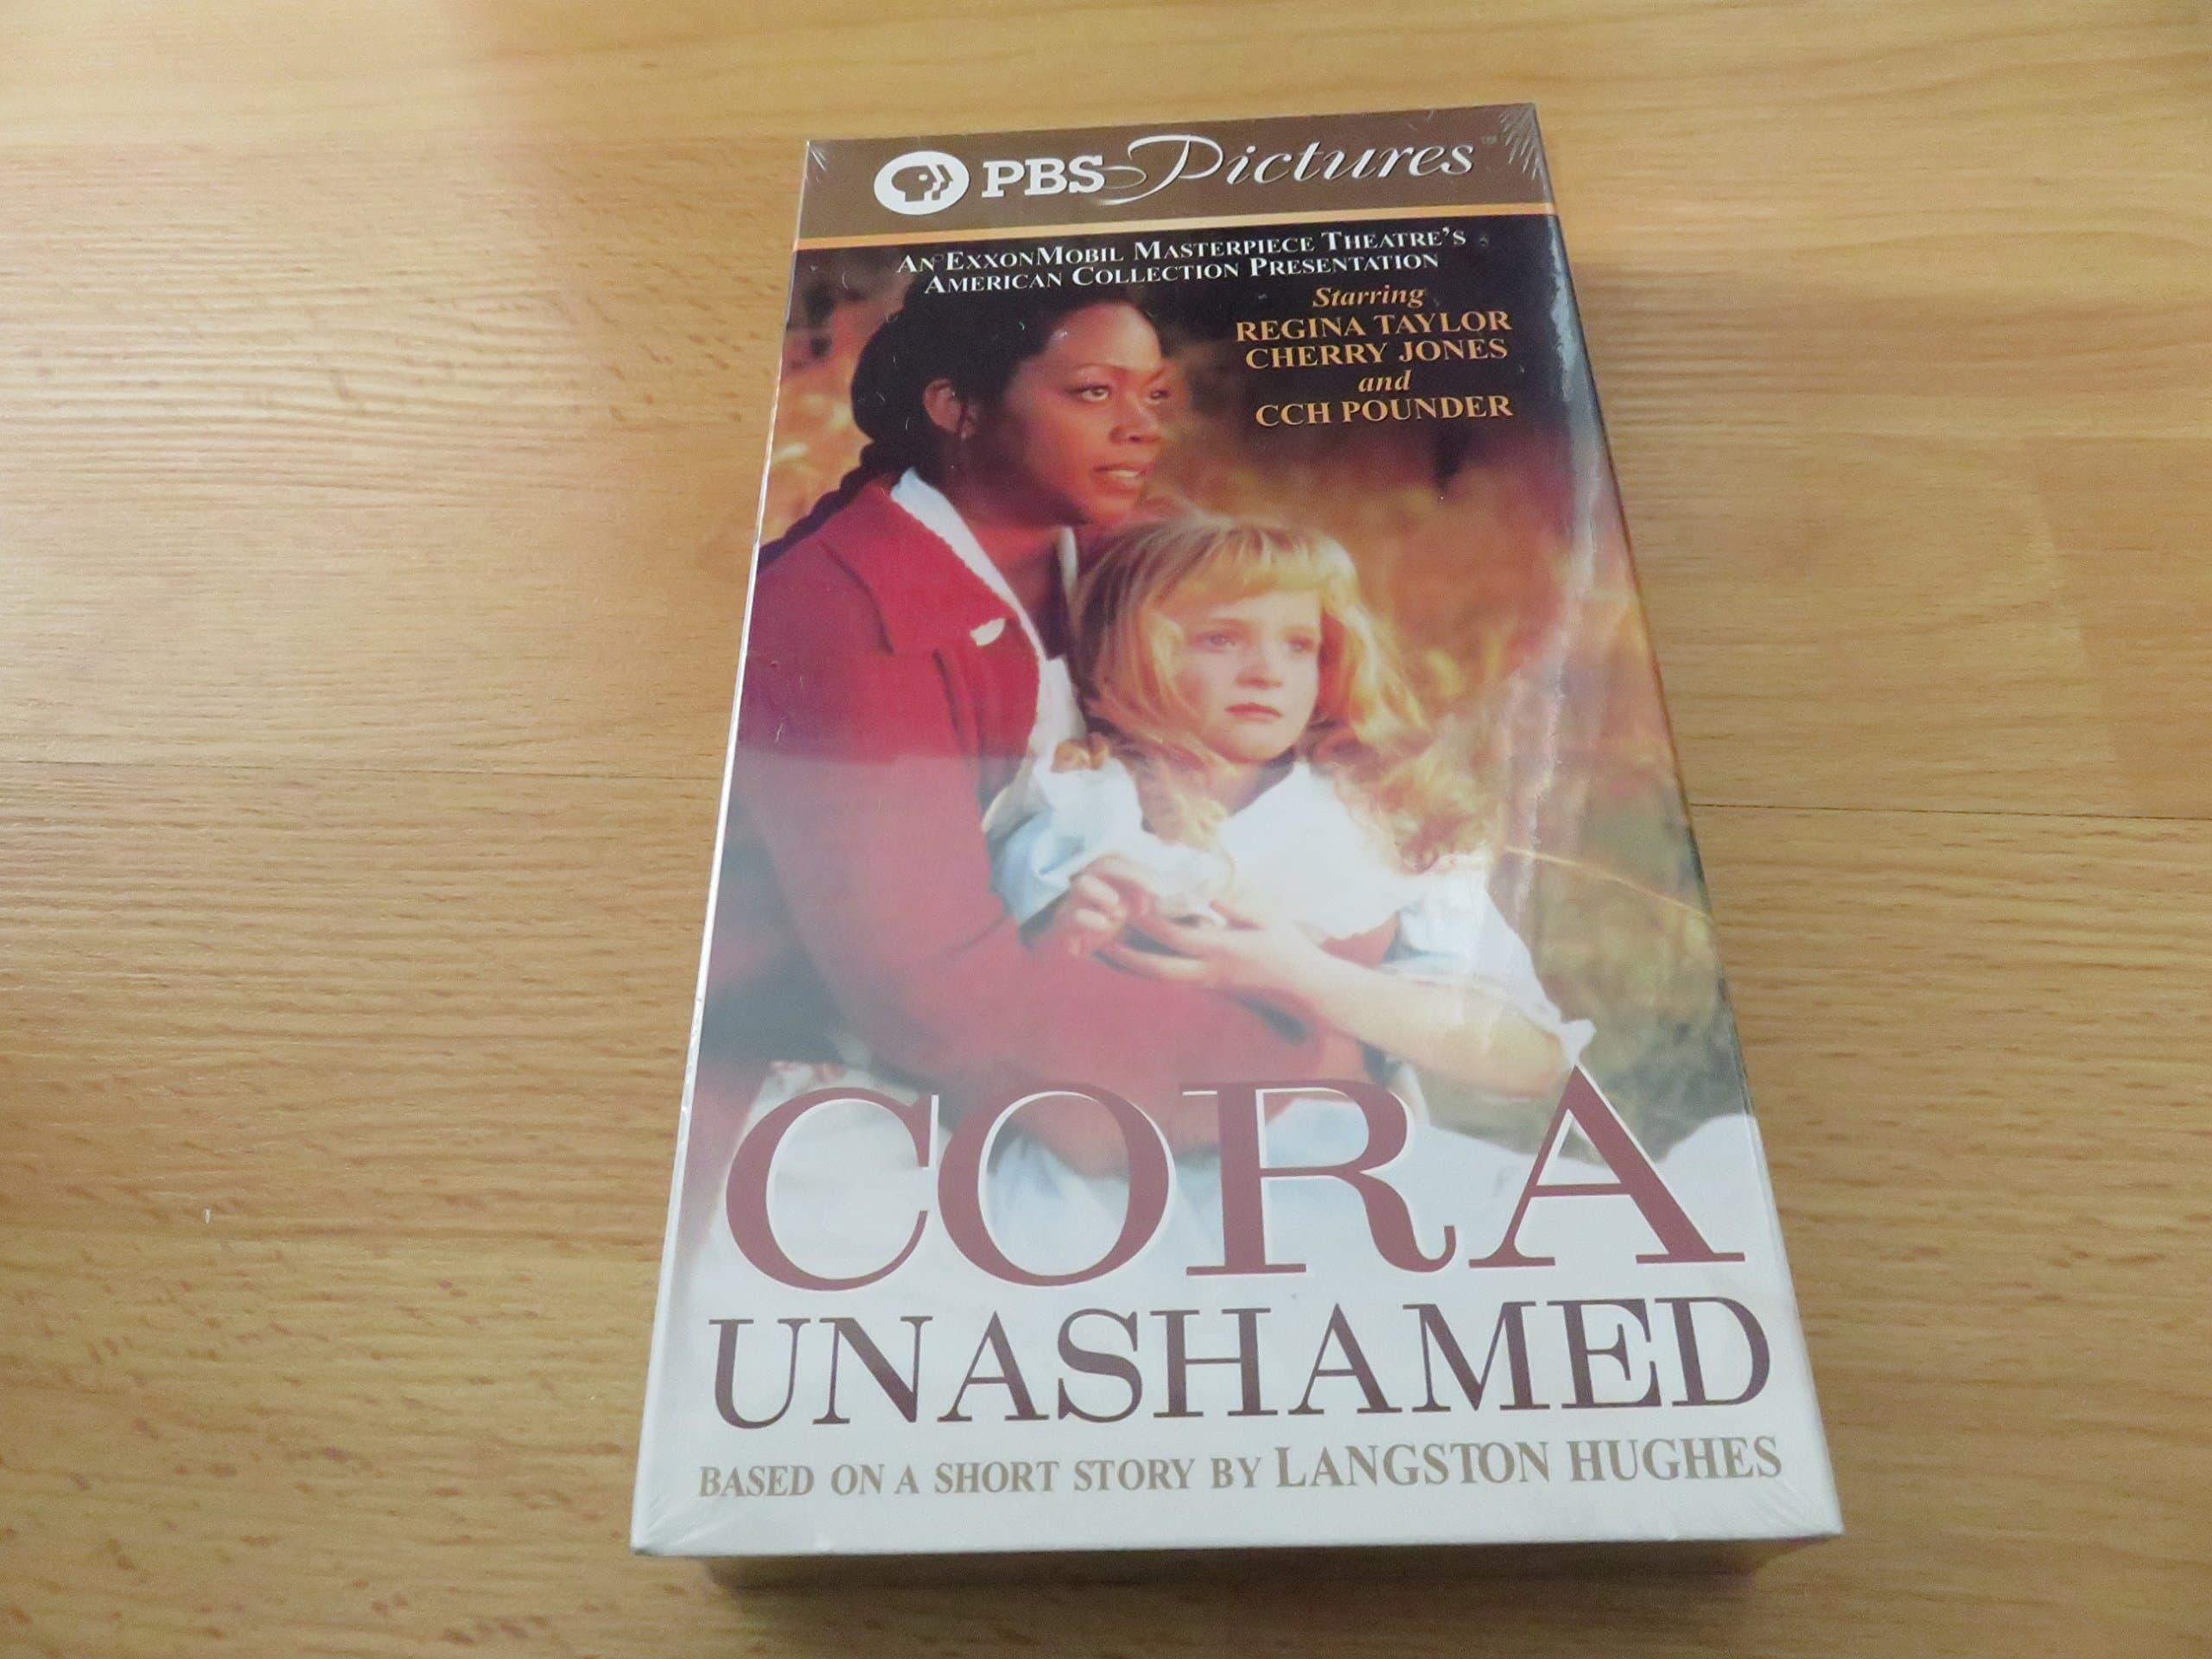 PBS Pictures™
AN EXXONMOBIL MASTERPIECE THEATRE'S
AMERICAN COLLECTION PRESENTATION
Starring
REGINA TAYLOR
CHERRY JONES
and
CCH POUNDER
CORA
UNASHAMED
BASED ON A SHORT STORY BY LANGSTON HUGHES